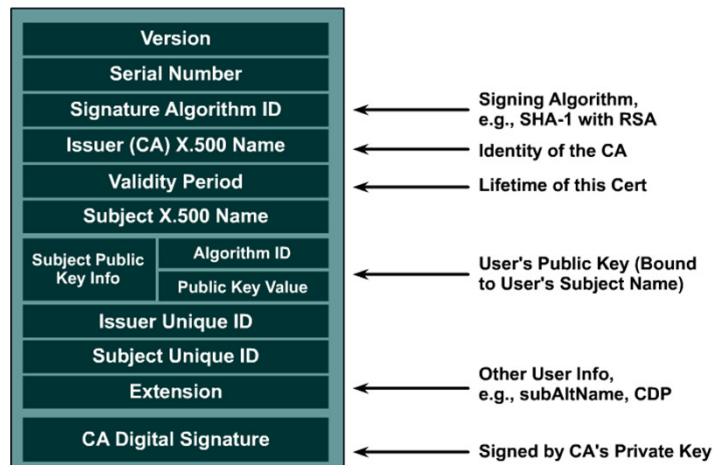 Version
Serial Number
Signature Algorithm ID
Signing Algorithm,
e.g., SHA-1 with RSA
Issuer (CA) X.500 Name
Identity of the CA
Validity Period
Lifetime of this Cert
Subject X.500 Name
Subject Public
Key Info
Algorithm ID
Public Key Value
User's Public Key (Bound
to User's Subject Name)
Issuer Unique ID
Subject Unique ID
Extension
Other User Info,
e.g., subAltName, CDP
CA Digital Signature
Signed by CA's Private Key